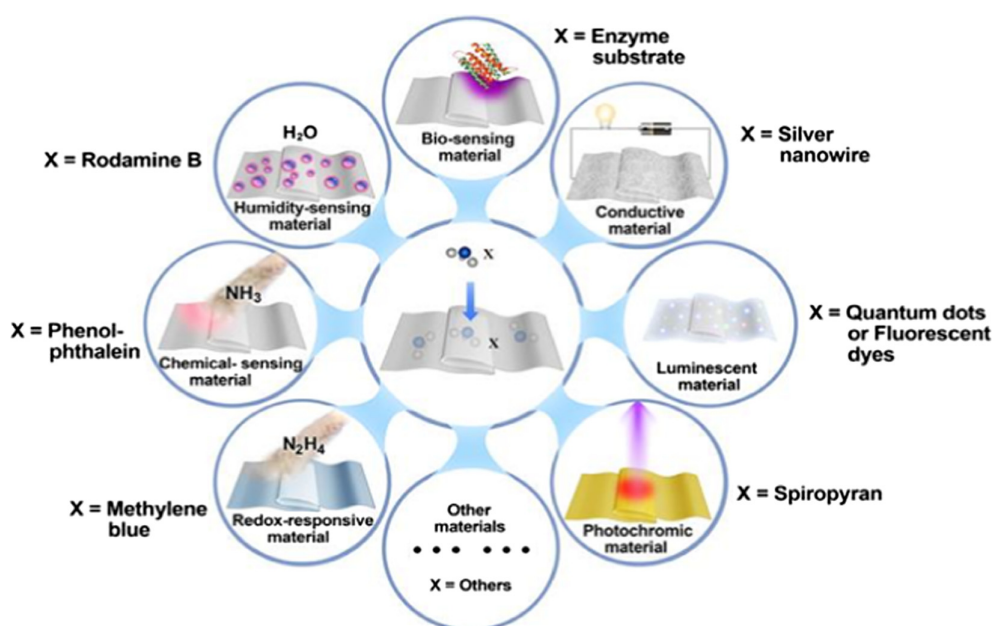 X = Enzyme
substrate
Bio-sensing
material
X = Silver
nanowire
Conductive
material
X = Rodamine B
H₂O
Humidity-sensing
material
X
X
X = Quantum dots
or Fluorescent
dyes
Luminescent
material
X = Phenol-
phthalein
NH₃
Chemical- sensing
material
X = Methylene
blue
N₂H₄
Redox-responsive
material
X = Spiropyran
Photochromic
material
Other
materials
• • • • • •
X = Others